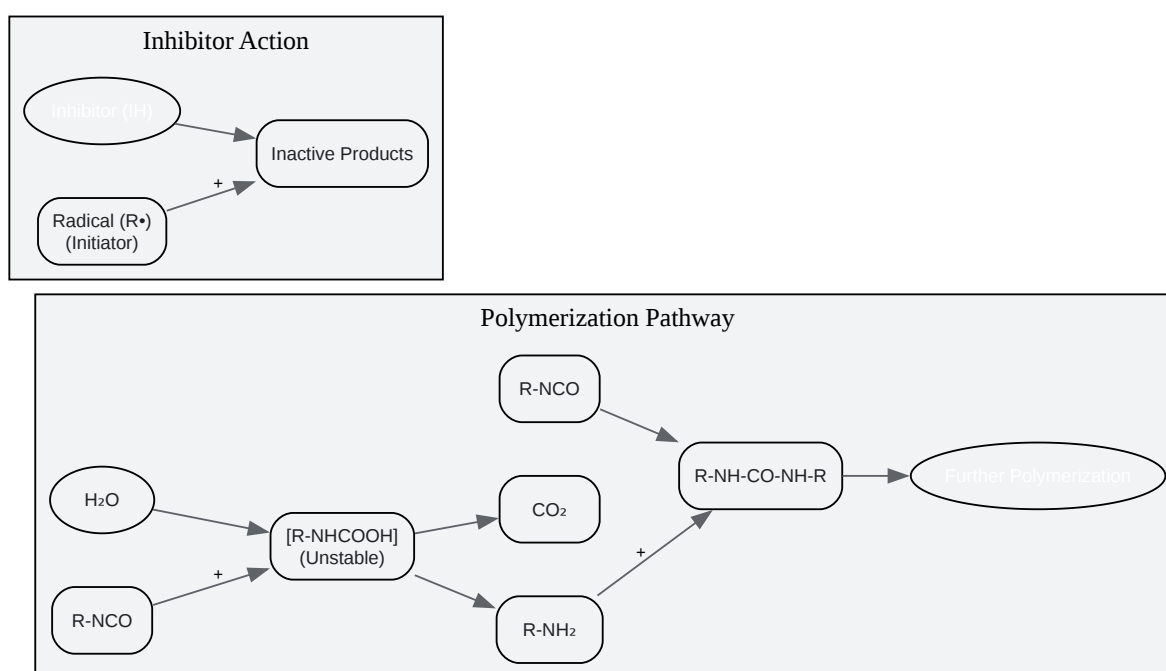 Inhibitor Action
Inhibitor (IH)
Inactive Products
+
Radical (R•)
(Initiator)
Polymerization Pathway
R-NCO
R-NH-CO-NH-R
Further Polymerization
H₂O
CO₂
[R-NHCOOH]
(Unstable)
+
+
R-NCO
R-NH₂